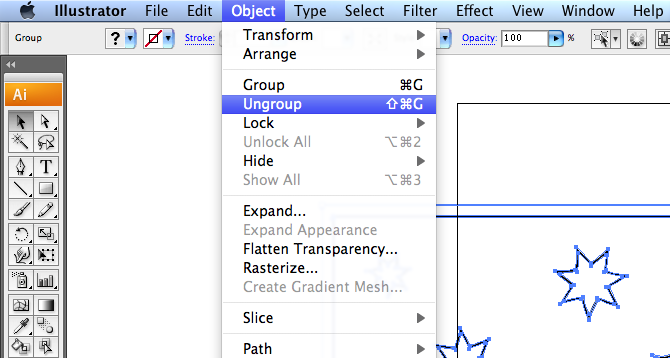 Illustrator File Edit Object Type Select Filter Effect View Window Help
Group ? Stroke: Opacity: 100 %
Ai
T
Transform
Arrange
Group ⌘G
Ungroup ⇧⌘G
Lock
Unlock All ⌥⌘2
Hide
Show All ⌥⌘3
Expand...
Expand Appearance
Flatten Transparency...
Rasterize...
Create Gradient Mesh...
Slice
Path